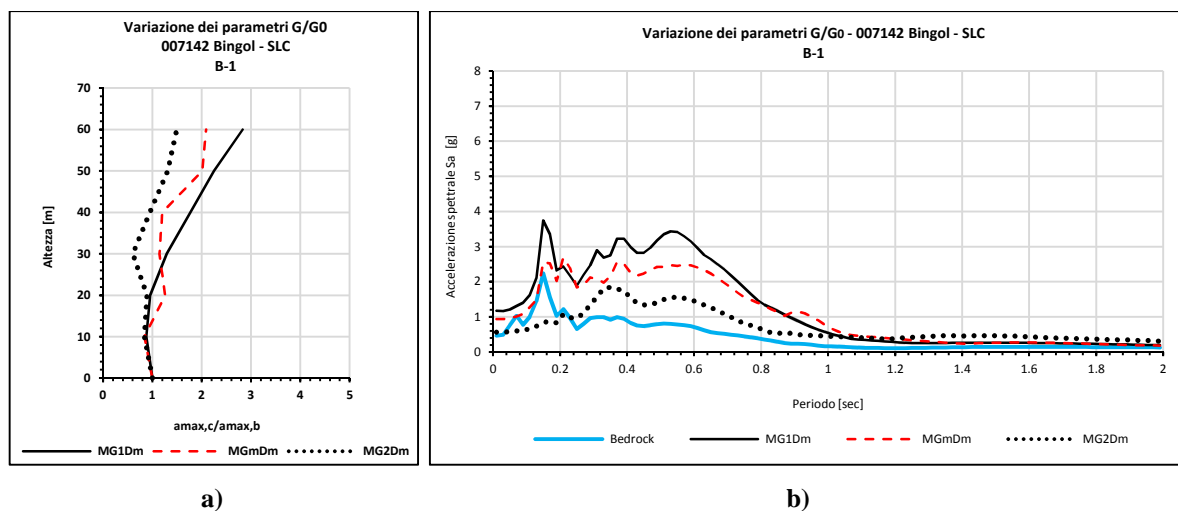 Variazione dei parametri G/G0
007142 Bingol - SLC
B-1
70
60
50
40
30
20
10
0
Altezza [m]
0 1 2 3 4 5
amax,c/amax,b
MG1Dm MGmDm MG2Dm
a)
Variazione dei parametri G/G0 - 007142 Bingol - SLC
B-1
8
7
6
5
4
3
2
1
0
Accelerazione spettrale Sa [g]
0 0.2 0.4 0.6 0.8 1 1.2 1.4 1.6 1.8 2
Periodo [sec]
Bedrock MG1Dm MGmDm MG2Dm
b)